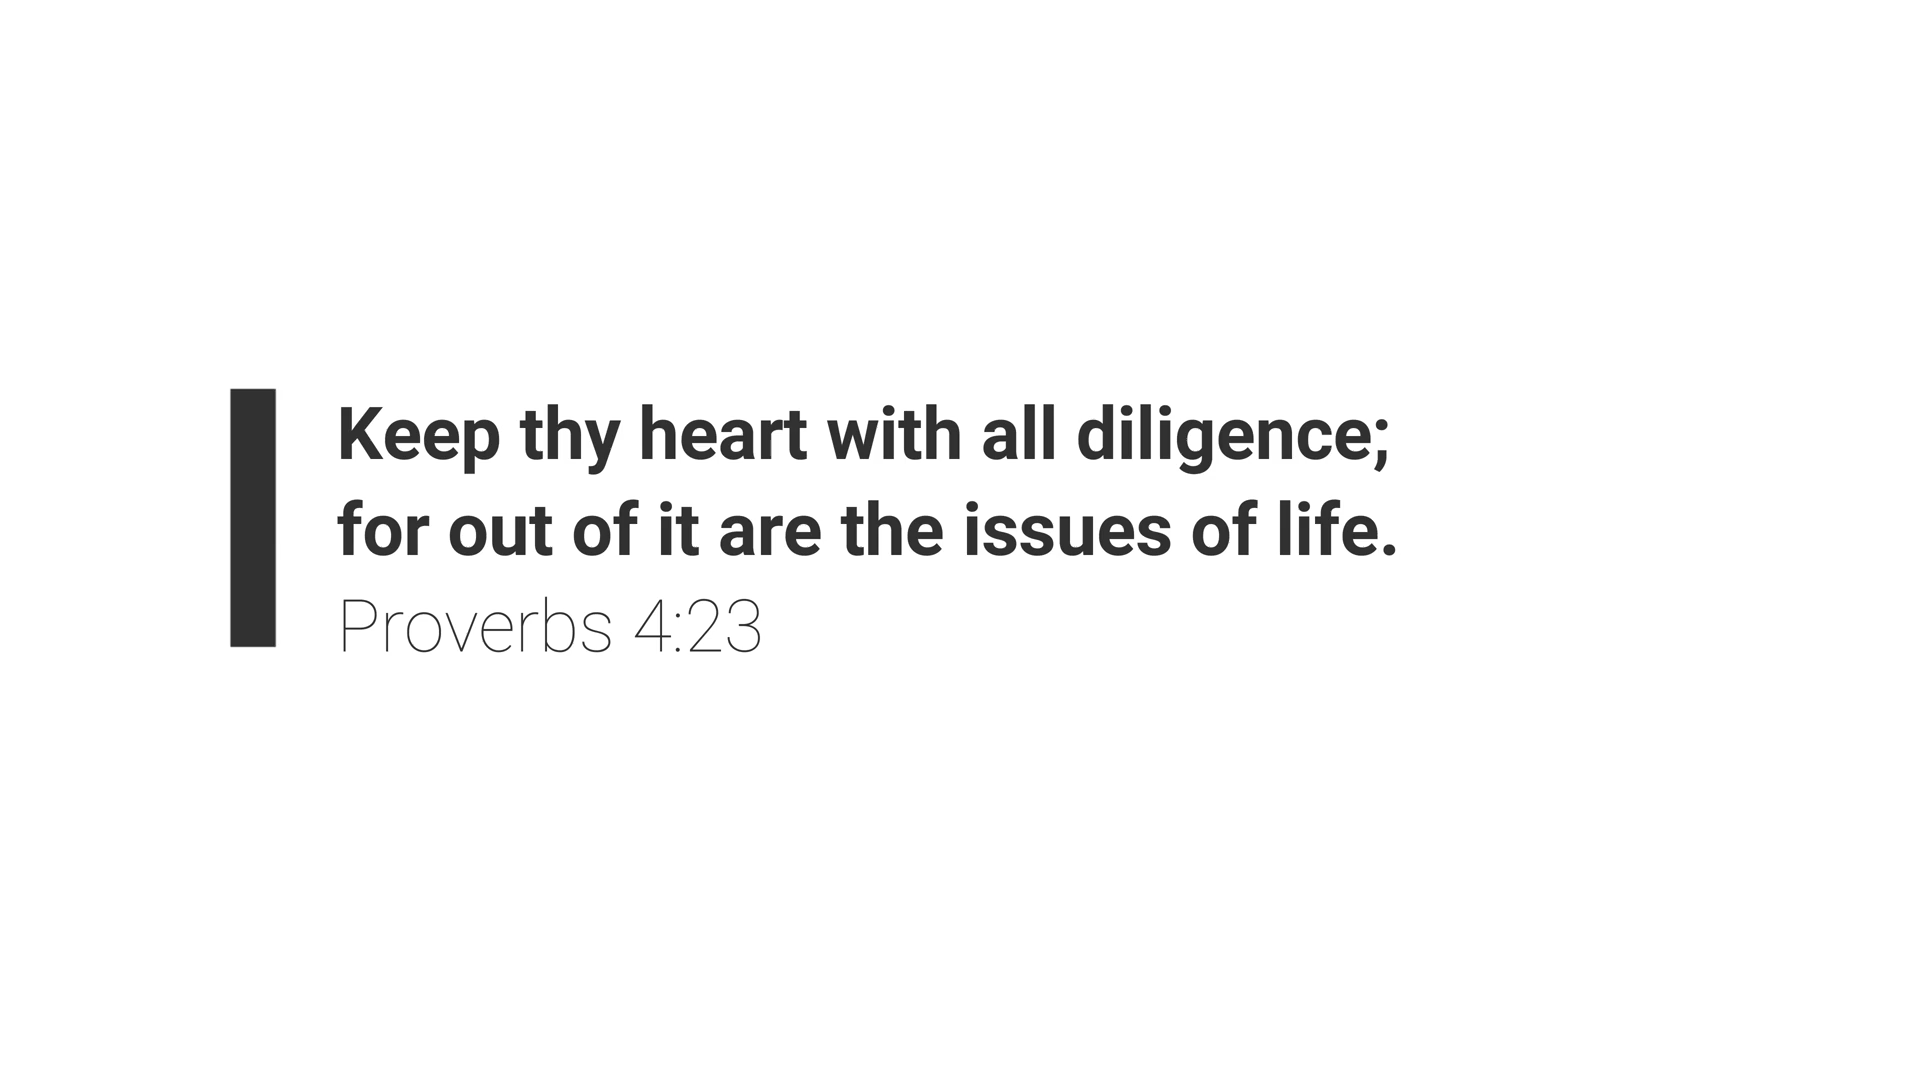 Keep thy heart with all diligence;
for out of it are the issues of life.
Proverbs 4:23